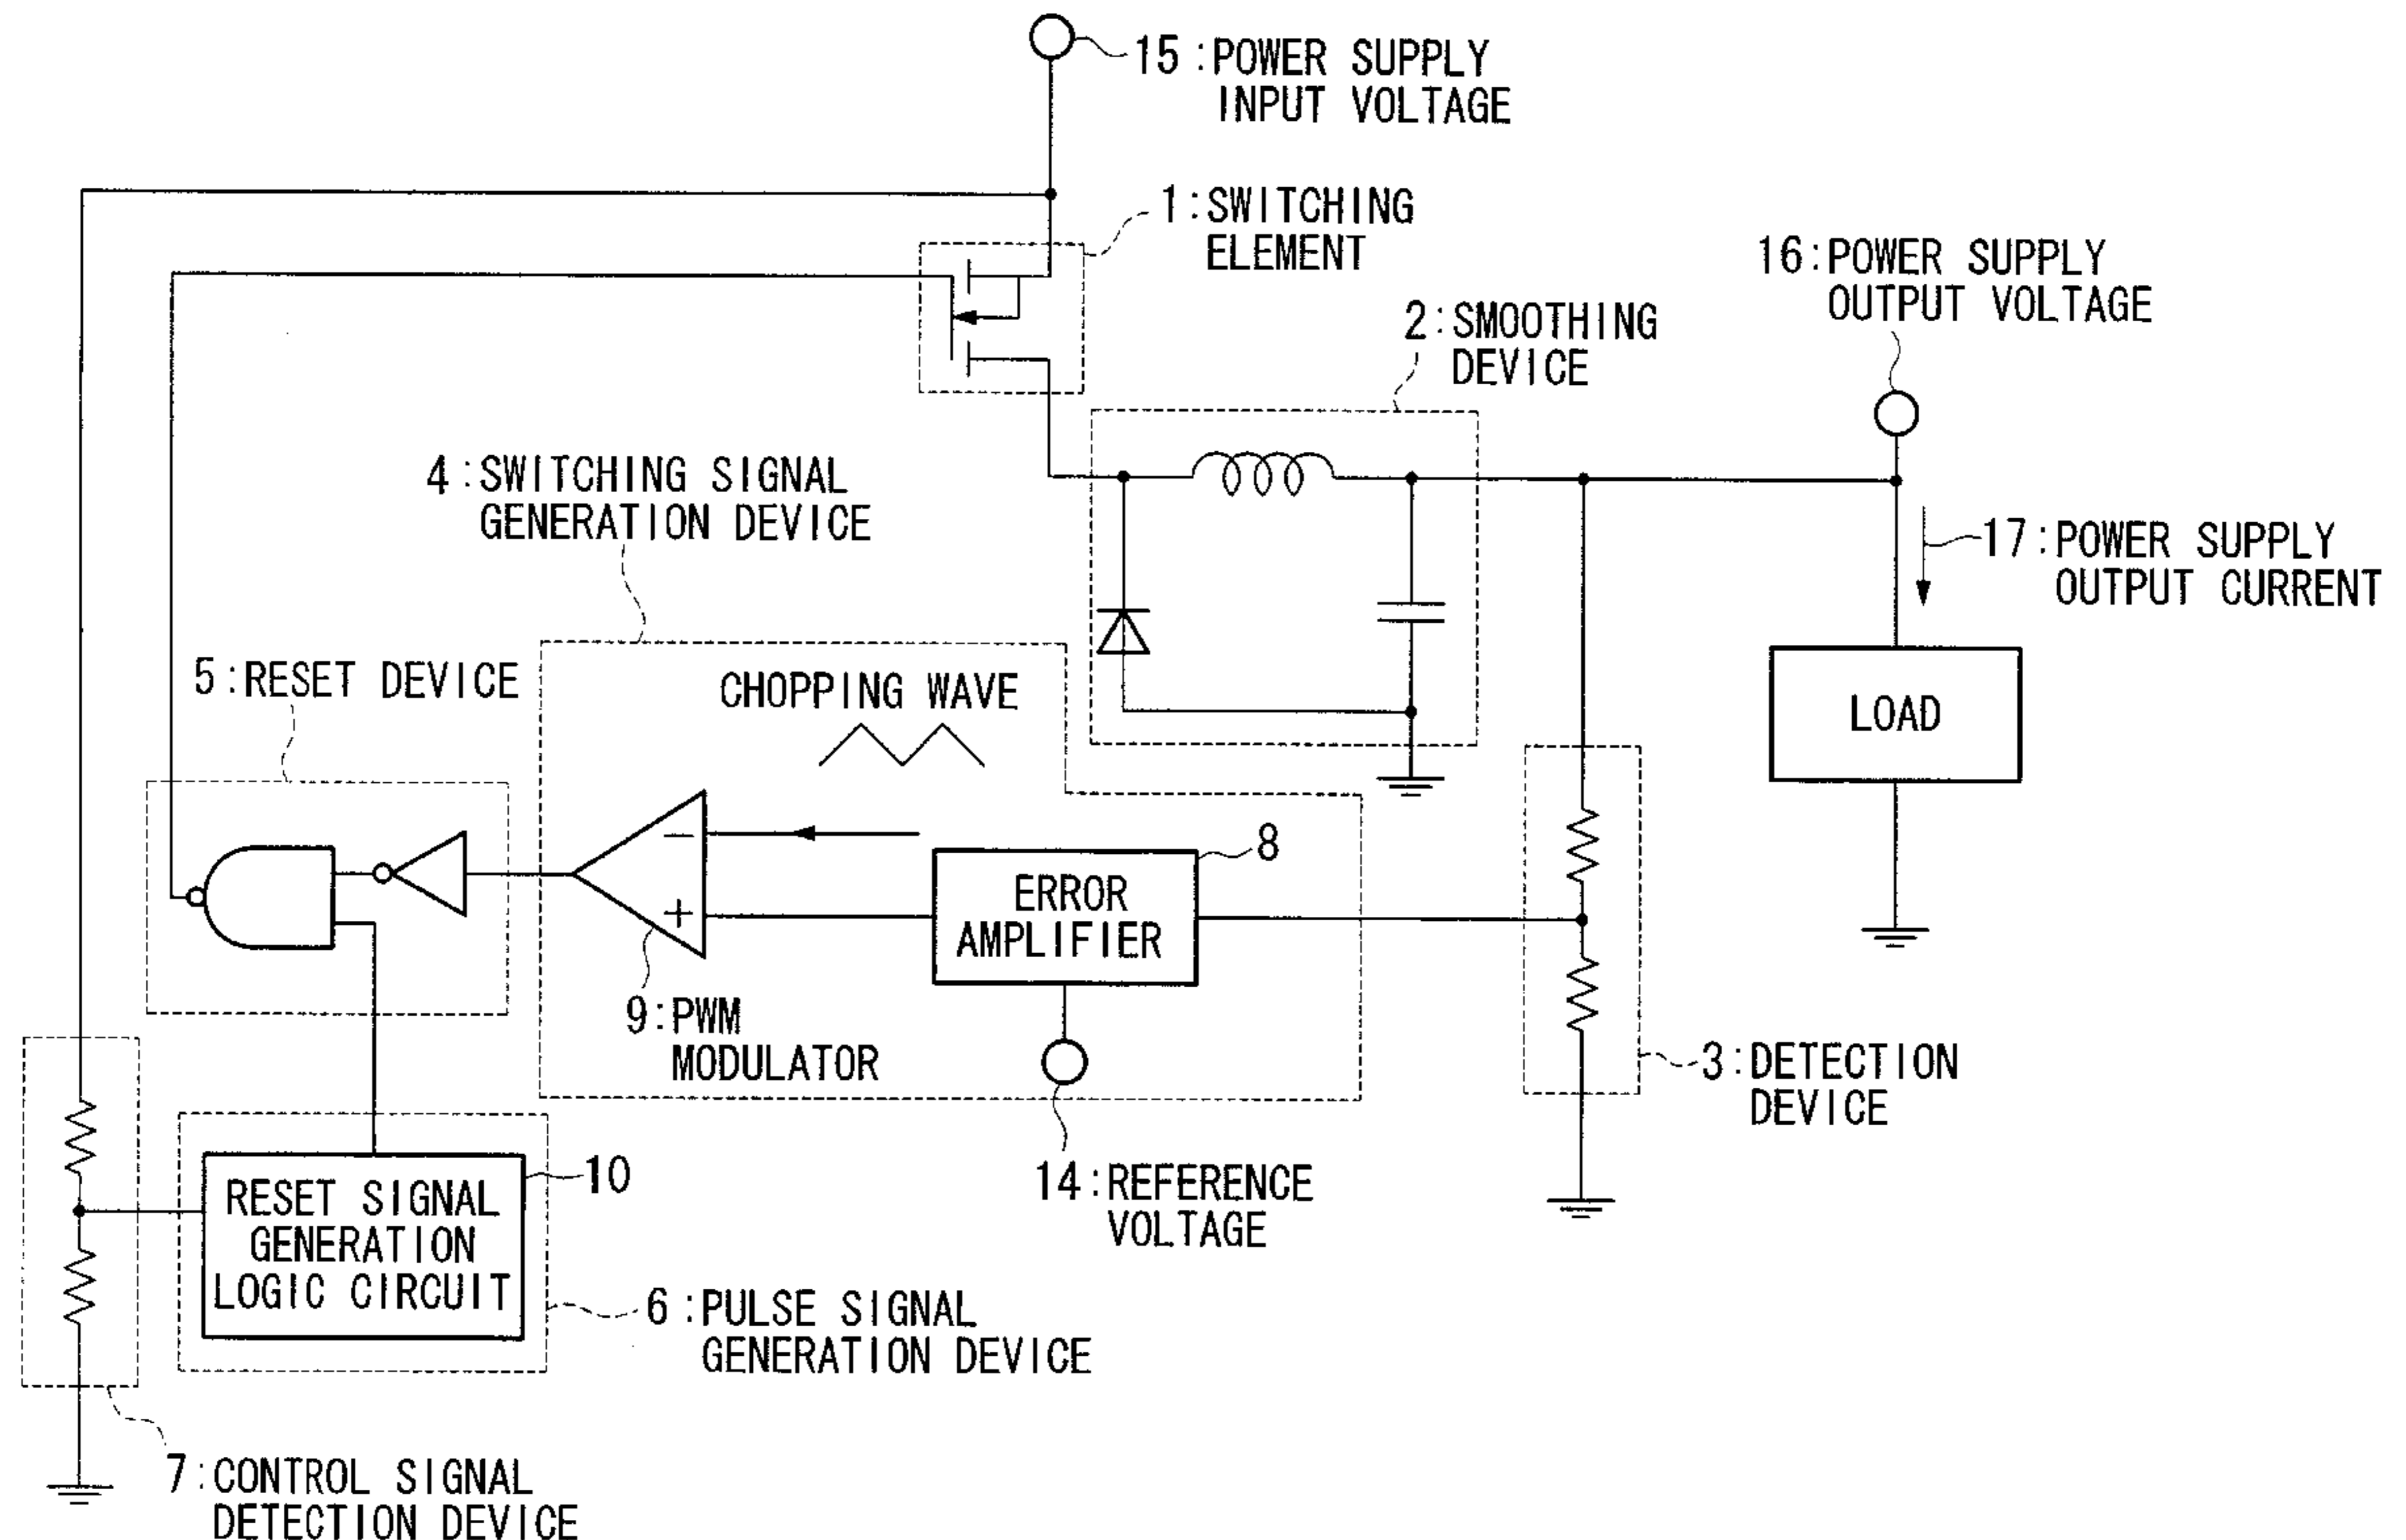 15:POWER SUPPLY
INPUT VOLTAGE
1:SWITCHING
ELEMENT
16:POWER SUPPLY
OUTPUT VOLTAGE
2:SMOOTHING
DEVICE
4:SWITCHING SIGNAL
GENERATION DEVICE
17:POWER SUPPLY
OUTPUT CURRENT
5:RESET DEVICE
CHOPPING WAVE
LOAD
−
+
8
ERROR
AMPLIFIER
9:PWM
MODULATOR
3:DETECTION
DEVICE
14:REFERENCE
VOLTAGE
10
RESET SIGNAL
GENERATION
LOGIC CIRCUIT
6:PULSE SIGNAL
GENERATION DEVICE
7:CONTROL SIGNAL
DETECTION DEVICE